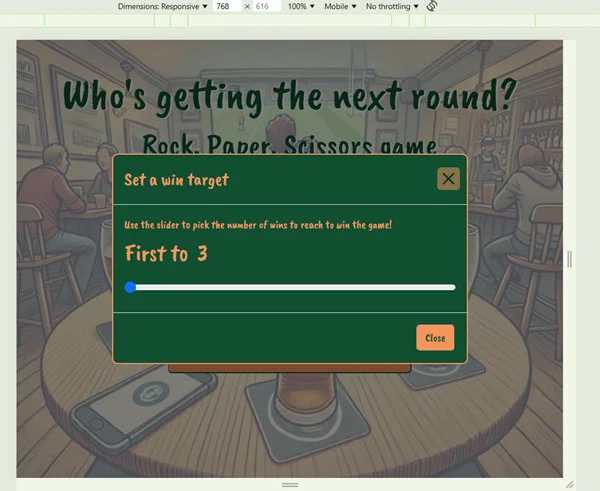 Dimensions: Responsive ▼ 768 × 616 100% ▼ Mobile ▼ No throttling ▼
Who's getting the next round?
Rock, Paper, Scissors game
Set a win target
Use the slider to pick the number of wins to reach to win the game!
First to 3
Close